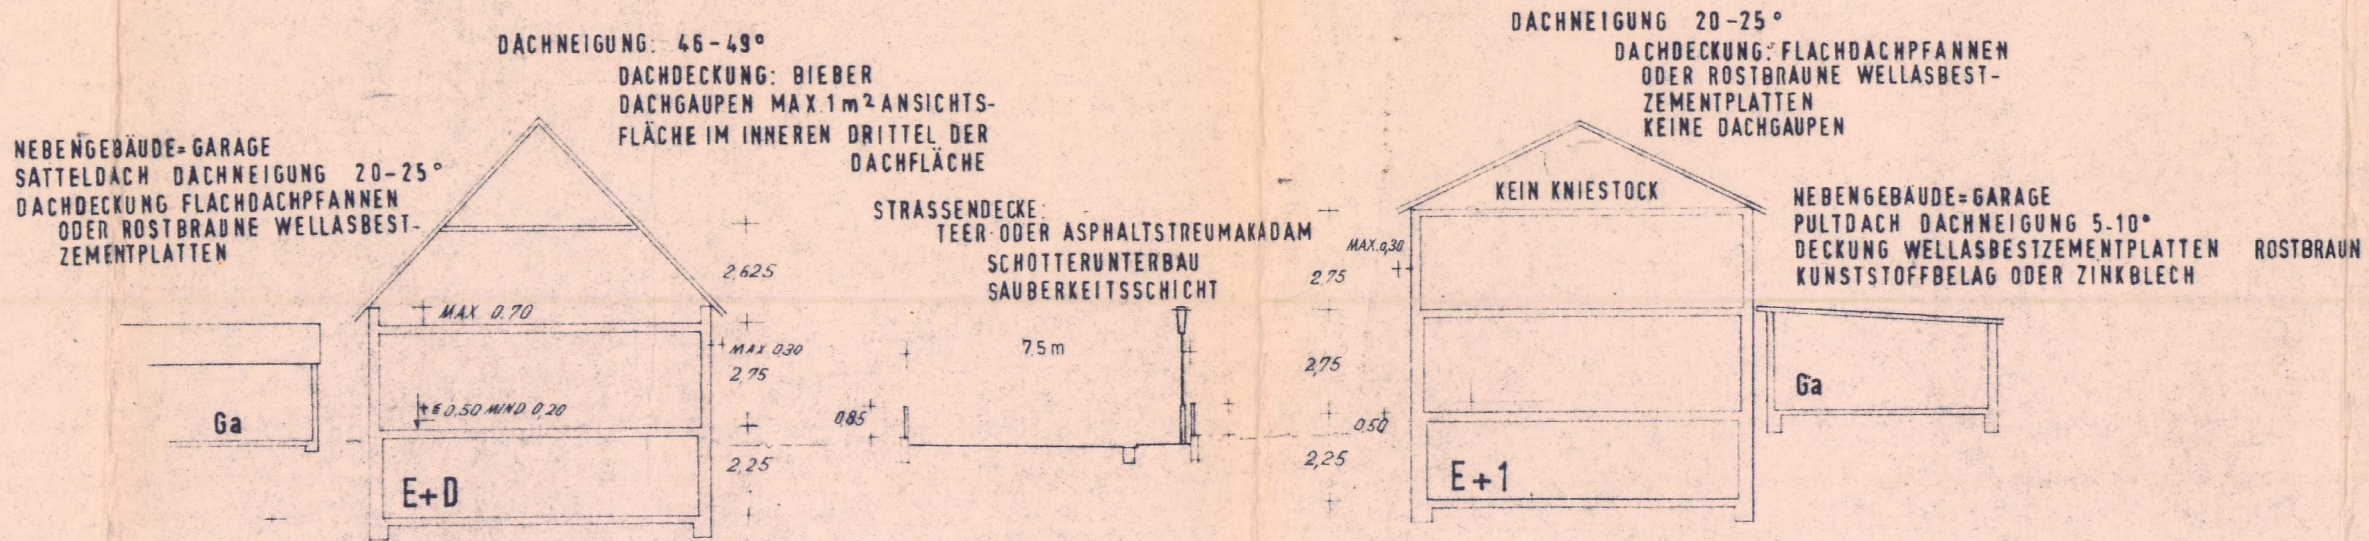 DACHNEIGUNG: 46-49°
DACHDECKUNG: BIEBER
DACHGAUPEN MAX. 1m² ANSICHTS-
FLÄCHE IM INNEREN DRITTEL DER
DACHFLÄCHE
NEBENGEBÄUDE=GARAGE
SATTELDACH DACHNEIGUNG 20-25°
DACHDECKUNG FLACHDACHPFANNEN
ODER ROSTBRAUNE WELLASBEST-
ZEMENTPLATTEN
2,625
MAX 0.70
MAX 0.30
2,75
≤ 0,50 MIND. 0,20
2,25
Ga
E+D
STRASSENDECKE:
TEER- ODER ASPHALTSTREUMAKADAM
SCHOTTERUNTERBAU
SAUBERKEITSSCHICHT
7.5 m
0,85
DACHNEIGUNG 20-25°
DACHDECKUNG: FLACHDACHPFANNEN
ODER ROSTBRAUNE WELLASBEST-
ZEMENTPLATTEN
KEINE DACHGAUPEN
KEIN KNIESTOCK
MAX. 0,30
2,75
2,75
0,50
2,25
E+1
NEBENGEBÄUDE=GARAGE
PULTDACH DACHNEIGUNG 5-10°
DECKUNG WELLASBESTZEMENTPLATTEN ROSTBRAUN
KUNSTSTOFFBELAG ODER ZINKBLECH
Ga